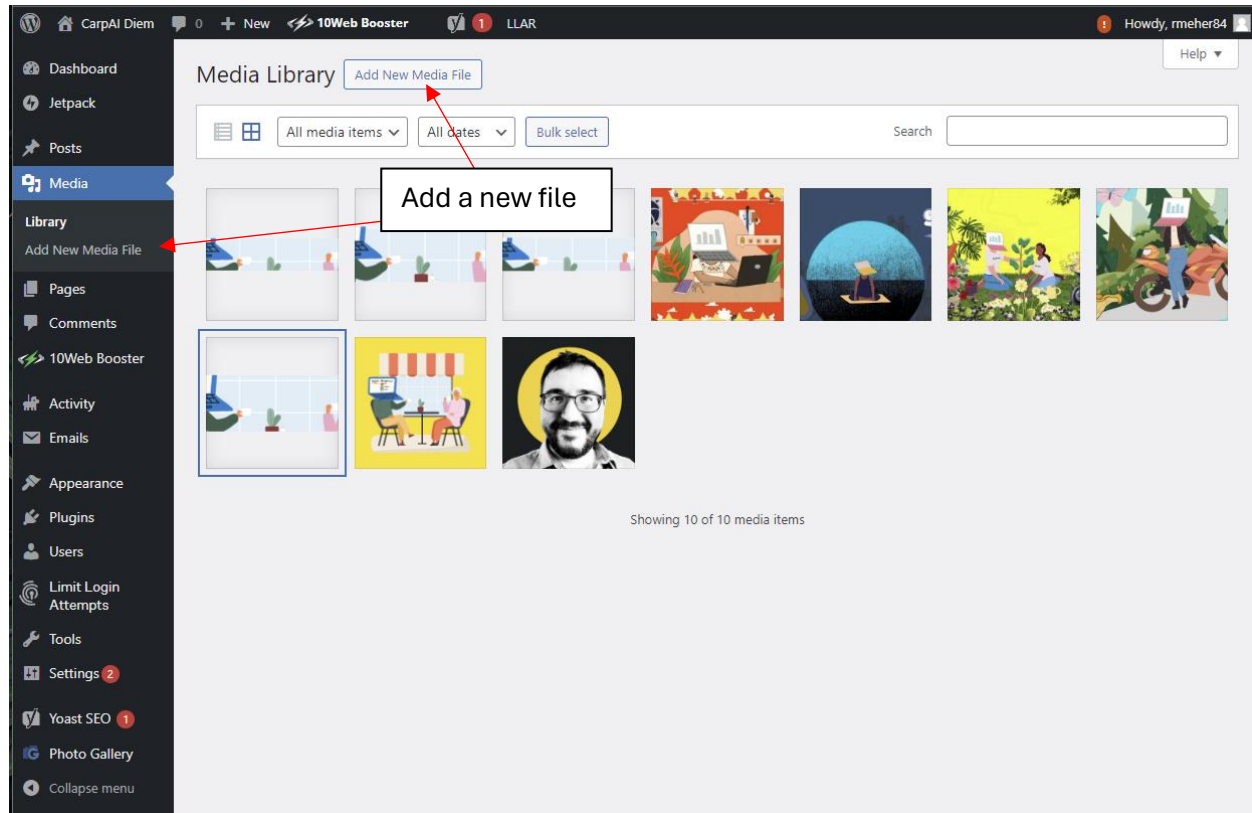 CarpAI Diem 0 New 10Web Booster 1 LLAR ! Howdy, rmeher84
Help
Dashboard
Jetpack
Posts
Media
Library
Add New Media File
Pages
Comments
10Web Booster
Activity
Emails
Appearance
Plugins
Users
Limit Login
Attempts
Tools
Settings 2
Yoast SEO 1
Photo Gallery
Collapse menu
Media Library Add New Media File
All media items All dates Bulk select Search
Add a new file
Showing 10 of 10 media items